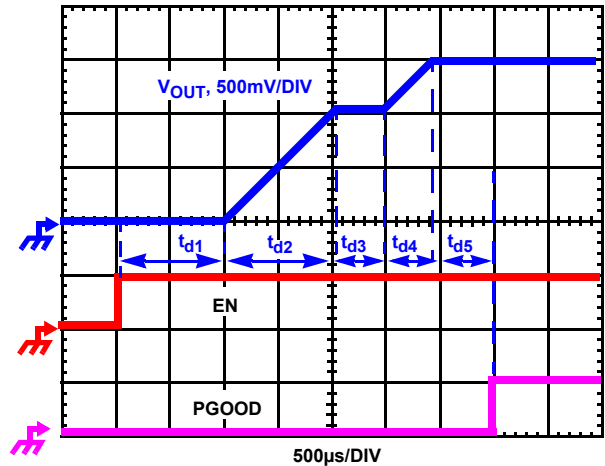 VOUT, 500mV/DIV
td1 td2 td3 td4 td5
EN
PGOOD
500µs/DIV